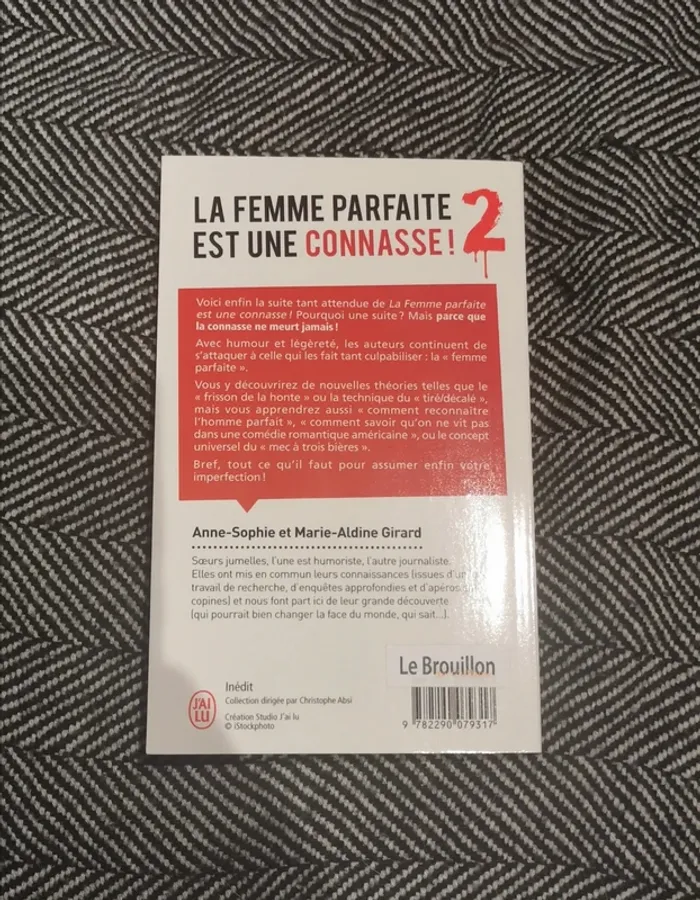 LA FEMME PARFAITE
EST UNE CONNASSE! 2
Voici enfin la suite tant attendue de La Femme parfaite
est une connasse! Pourquoi une suite? Mais parce que
la connasse ne meurt jamais!
Avec humour et légèreté, les auteurs continuent de
s'attaquer à celle qui les fait tant culpabiliser : la « femme
parfaite ».
Vous y découvrirez de nouvelles théories telles que le
« frisson de la honte » ou la technique du « tiré/décalé »,
mais vous apprendrez aussi « comment reconnaître
l'homme parfait », « comment savoir qu'on ne vit pas
dans une comédie romantique américaine », ou le concept
universel du « mec à trois bières ».
Bref, tout ce qu'il faut pour assumer enfin votre
imperfection!
Anne-Sophie et Marie-Aldine Girard
Sœurs jumelles, l'une est humoriste, l'autre journaliste.
Elles ont mis en commun leurs connaissances (issues d'un
travail de recherche, d'enquêtes approfondies et d'apéros
copines) et nous font part ici de leur grande découverte
(qui pourrait bien changer la face du monde, qui sait...).
Le Brouillon
J'AI
LU
Inédit
Collection dirigée par Christophe Absi
Création Studio J'ai lu
© iStockphoto
9 782290 079317